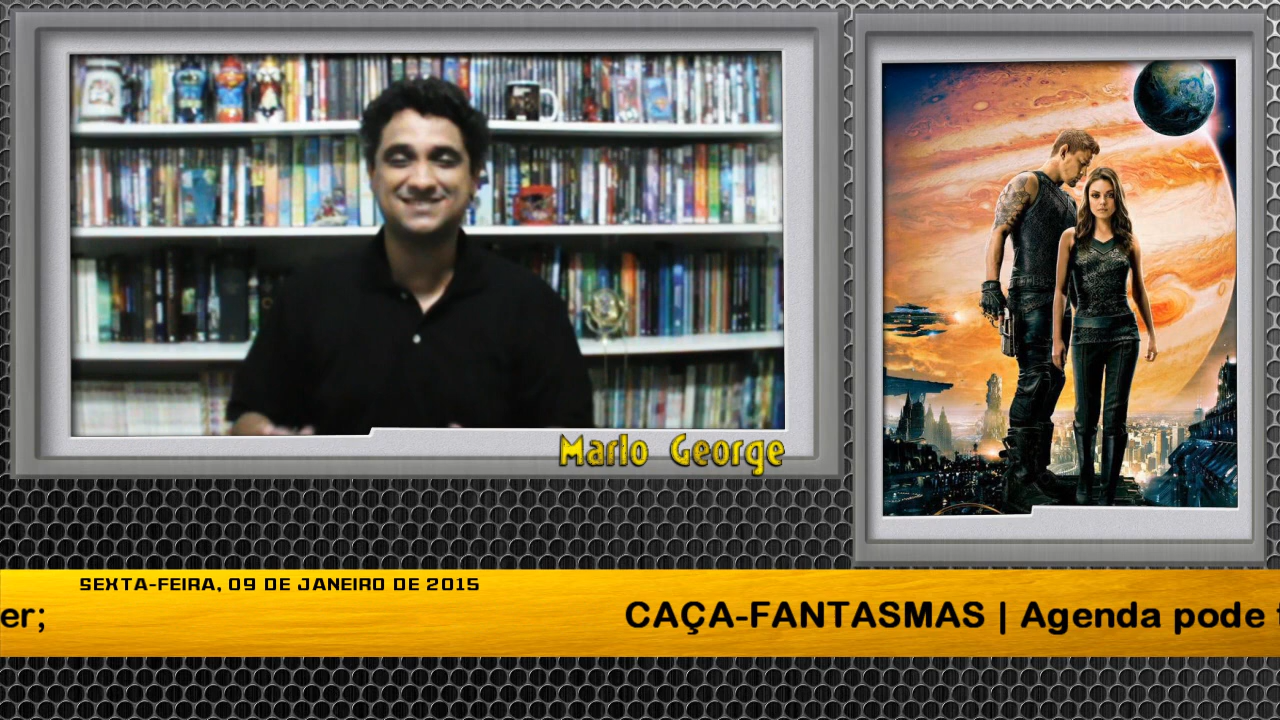 Marlo George
SEXTA-FEIRA, 09 DE JANEIRO DE 2015
er;
CAÇA-FANTASMAS | Agenda pode